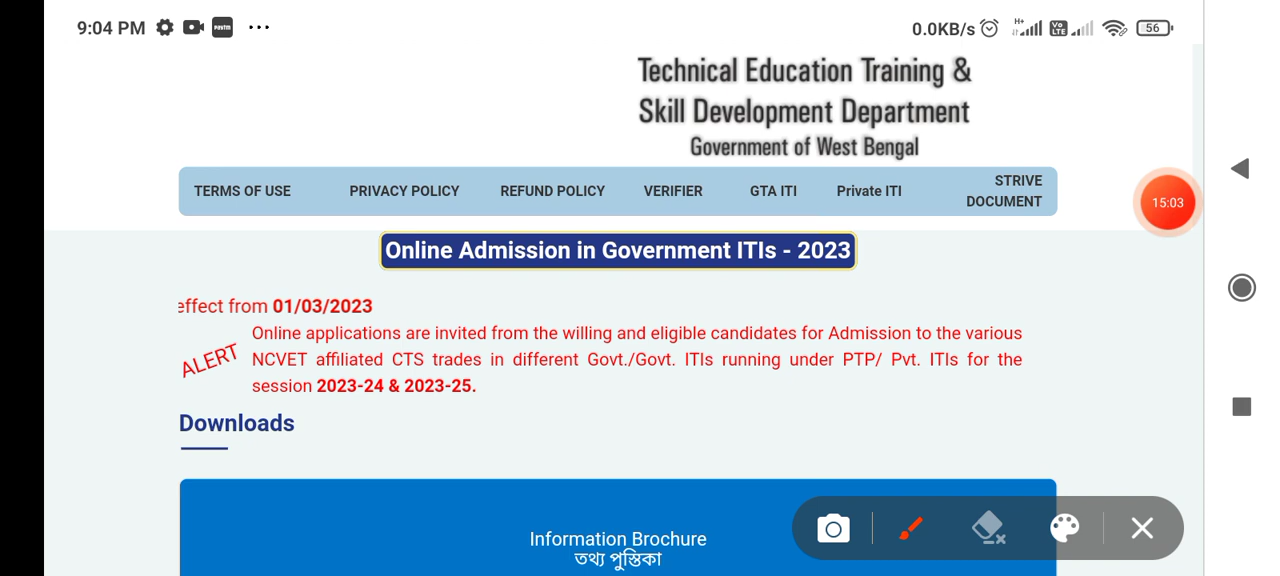 9:04 PM
0.0KB/s
H+
Vo LTE
56
paytm
Technical Education Training &
Skill Development Department
Government of West Bengal
TERMS OF USE
PRIVACY POLICY
REFUND POLICY
VERIFIER
GTA ITI
Private ITI
STRIVE
DOCUMENT
15:03
Online Admission in Government ITIs - 2023
effect from 01/03/2023
ALERT
Online applications are invited from the willing and eligible candidates for Admission to the various
NCVET affiliated CTS trades in different Govt./Govt. ITIs running under PTP/ Pvt. ITIs for the
session 2023-24 & 2023-25.
Downloads
Information Brochure
তথ্য পুস্তিকা